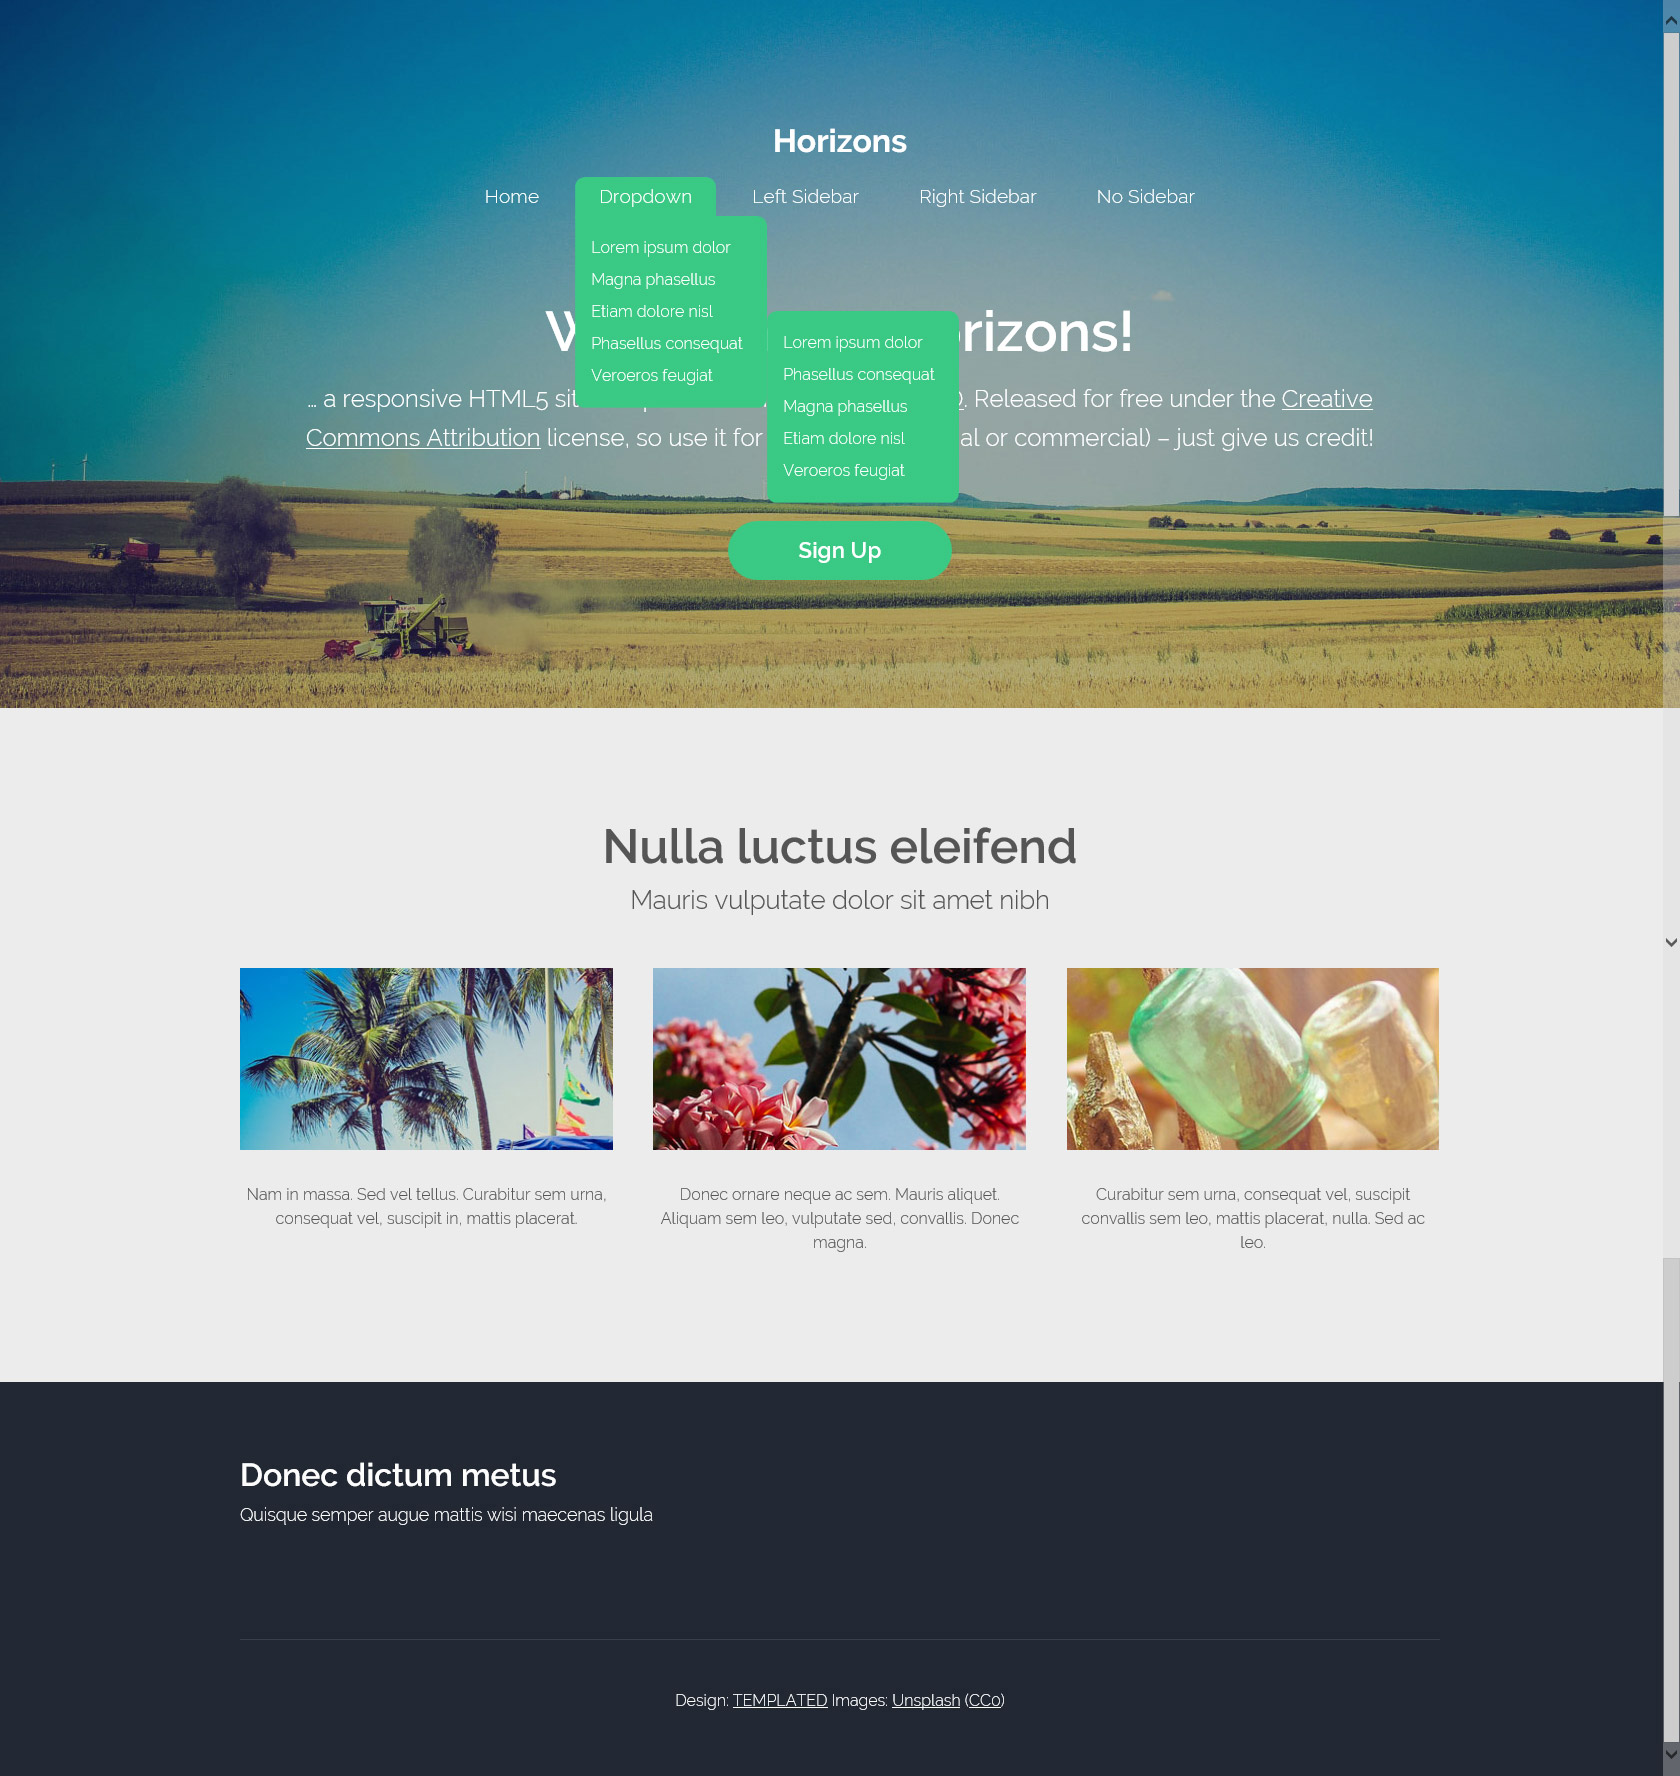 Horizons
Home Dropdown Left Sidebar Right Sidebar No Sidebar
Lorem ipsum dolor
Magna phasellus
Etiam dolore nisl
Phasellus consequat
Veroeros feugiat
Lorem ipsum dolor
Phasellus consequat
Magna phasellus
Etiam dolore nisl
Veroeros feugiat
... a responsive HTML5 Released for free under the Creative
Commons Attribution license, so use it for or commercial) – just give us credit!
Sign Up
Nulla luctus eleifend
Mauris vulputate dolor sit amet nibh
Nam in massa. Sed vel tellus. Curabitur sem urna,
consequat vel, suscipit in, mattis placerat.
Donec ornare neque ac sem. Mauris aliquet.
Aliquam sem leo, vulputate sed, convallis. Donec
magna.
Curabitur sem urna, consequat vel, suscipit
convallis sem leo, mattis placerat, nulla. Sed ac
leo.
Donec dictum metus
Quisque semper augue mattis wisi maecenas ligula
Design: TEMPLATED Images: Unsplash (CC0)